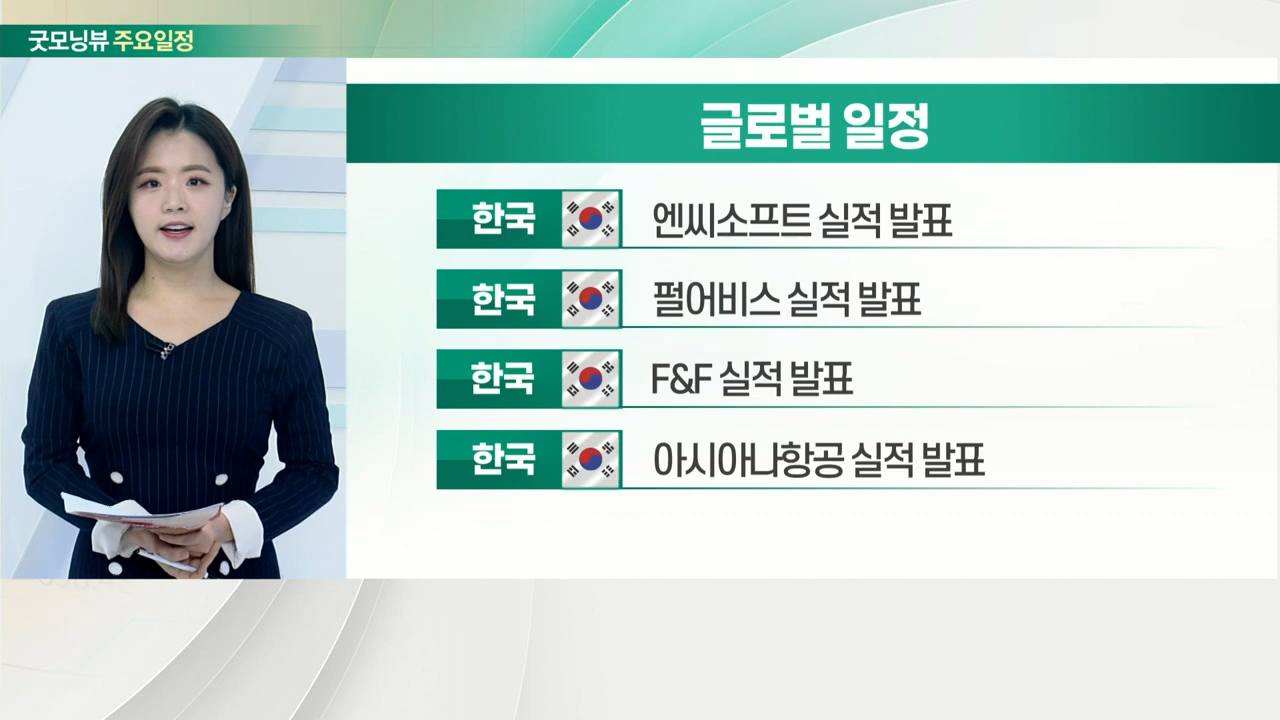 굿모닝뷰 주요일정
글로벌 일정
한국 엔씨소프트 실적 발표
한국 펄어비스 실적 발표
한국 F&F 실적 발표
한국 아시아나항공 실적 발표